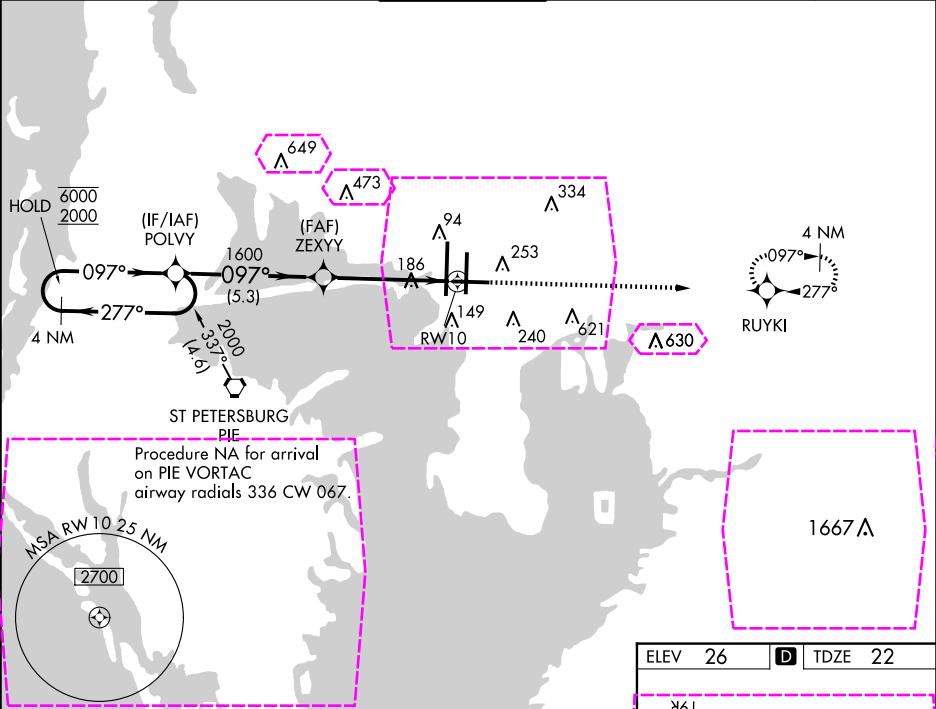 649
473
334
HOLD
6000
2000
(IF/IAF)
POLVY
(FAF)
ZEXYY
94
4 NM
097°
1600
097°
(5.3)
186
253
097°
277°
277°
4 NM
149
RW10
240
621
630
RUYKI
2000
337°
(4.6)
ST PETERSBURG
PIE
Procedure NA for arrival
on PIE VORTAC
airway radials 336 CW 067.
MSA RW10 25 NM
2700
1667
ELEV 26 D TDZE 22
19R